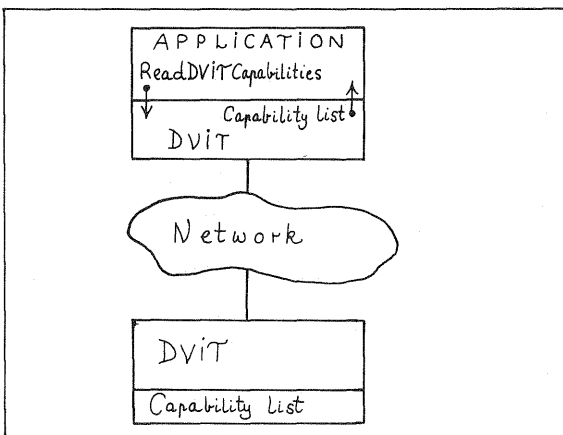 APPLiCATiON
ReadDViTCapabilities
Capability list
DViT
Network
DViT
Capability List